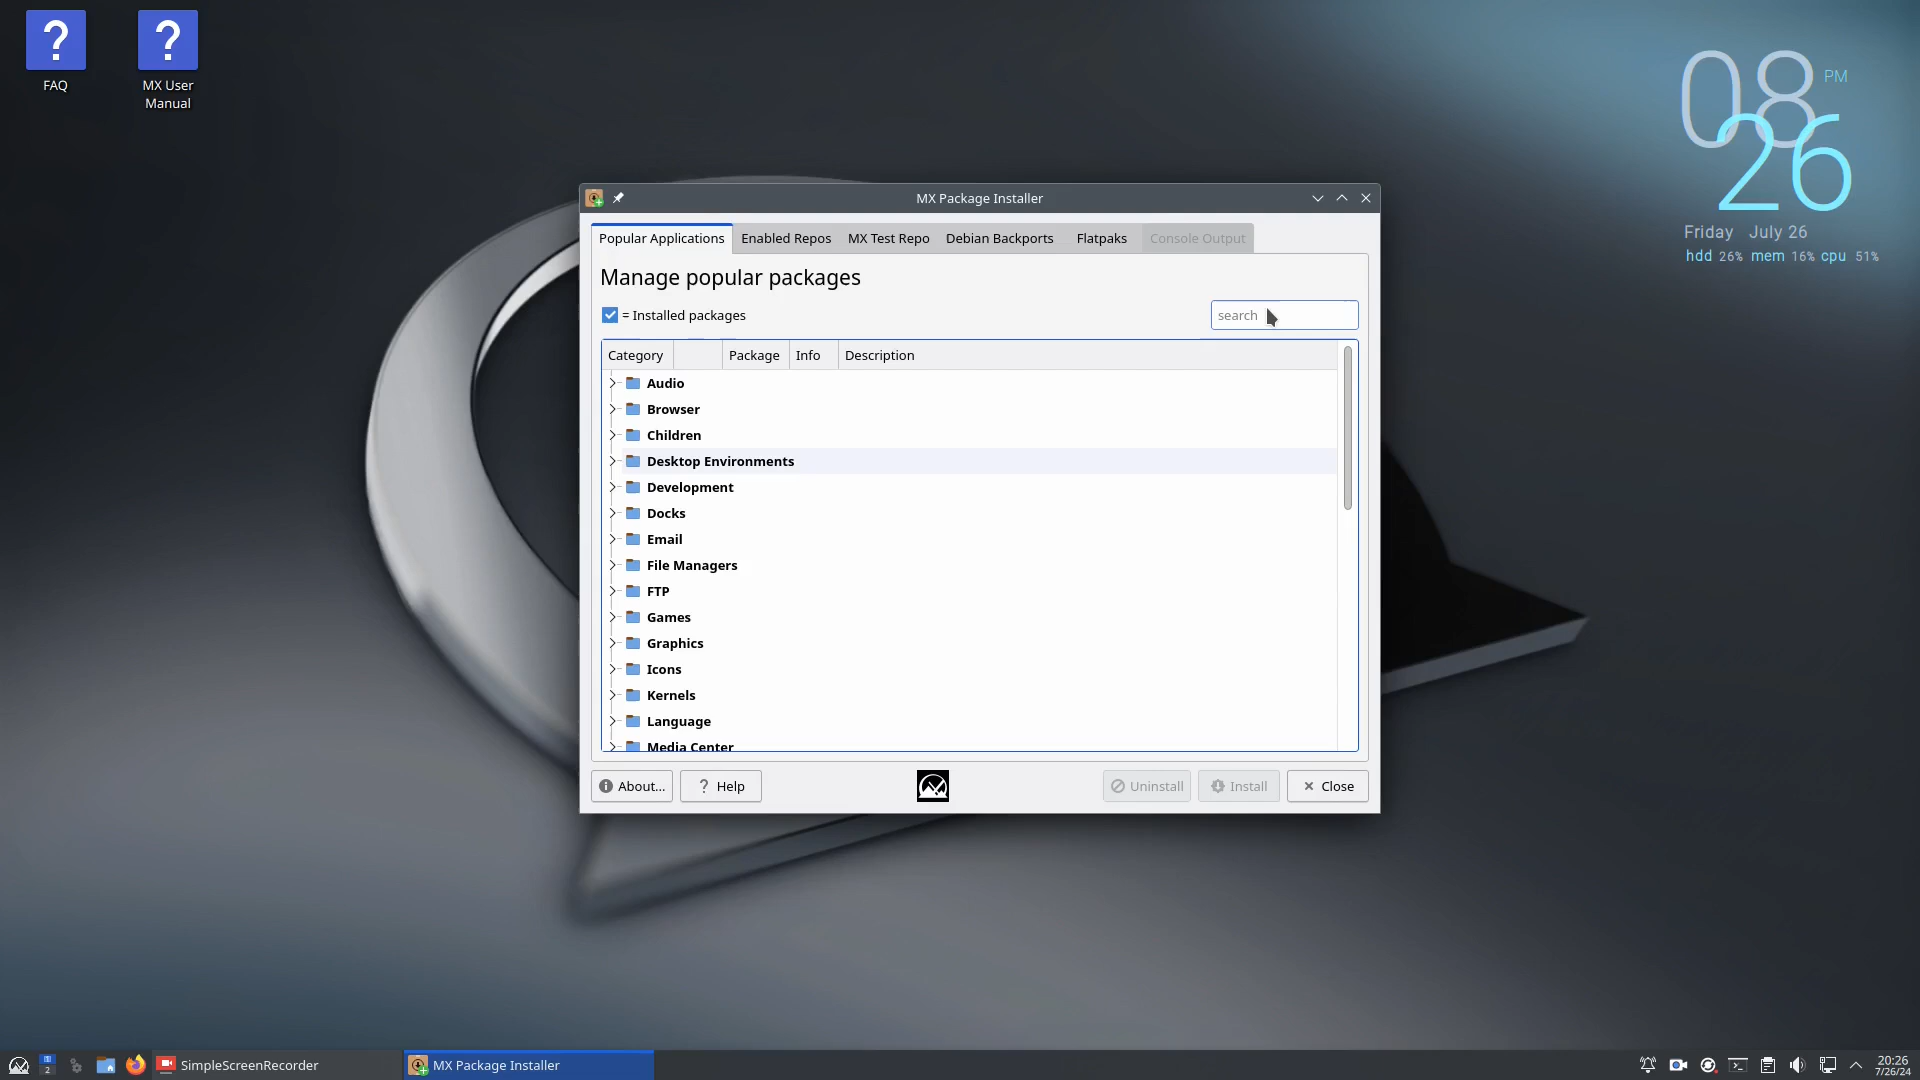 FAQ
MX User
Manual
08 PM
26
Friday July 26
hdd 26% mem 16% cpu 51%
MX Package Installer
Popular Applications
Enabled Repos
MX Test Repo
Debian Backports
Flatpaks
Console Output
Manage popular packages
= Installed packages
search
Category
Package
Info
Description
Audio
Browser
Children
Desktop Environments
Development
Docks
Email
File Managers
FTP
Games
Graphics
Icons
Kernels
Language
Media Center
About...
? Help
Uninstall
Install
Close
1
2
SimpleScreenRecorder
MX Package Installer
20:26
7/26/24